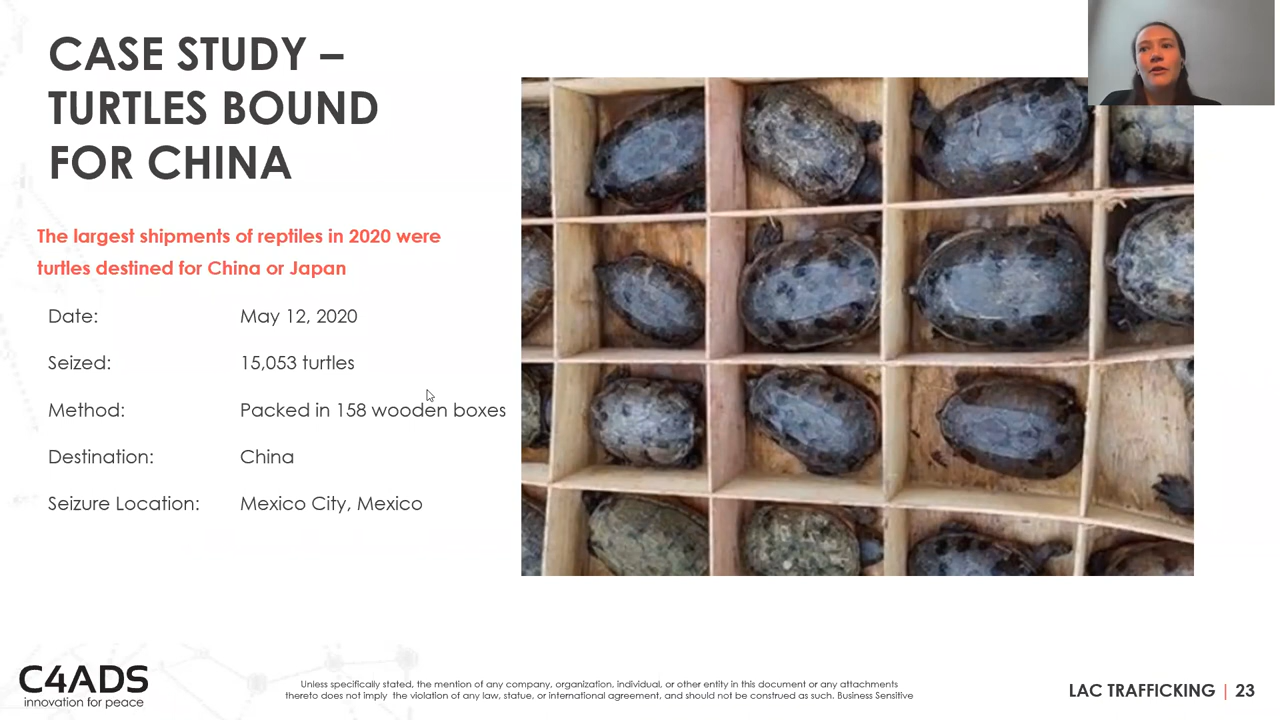 CASE STUDY –
TURTLES BOUND
FOR CHINA
The largest shipments of reptiles in 2020 were
turtles destined for China or Japan
Date: May 12, 2020
Seized: 15,053 turtles
Method: Packed in 158 wooden boxes
Destination: China
Seizure Location: Mexico City, Mexico
C4ADS
innovation for peace
Unless specifically stated, the mention of any company, organization, individual, or other entity in this document or any attachments
thereto does not imply the violation of any law, statute, or international agreement, and should not be construed as such. Business Sensitive
LAC TRAFFICKING | 23